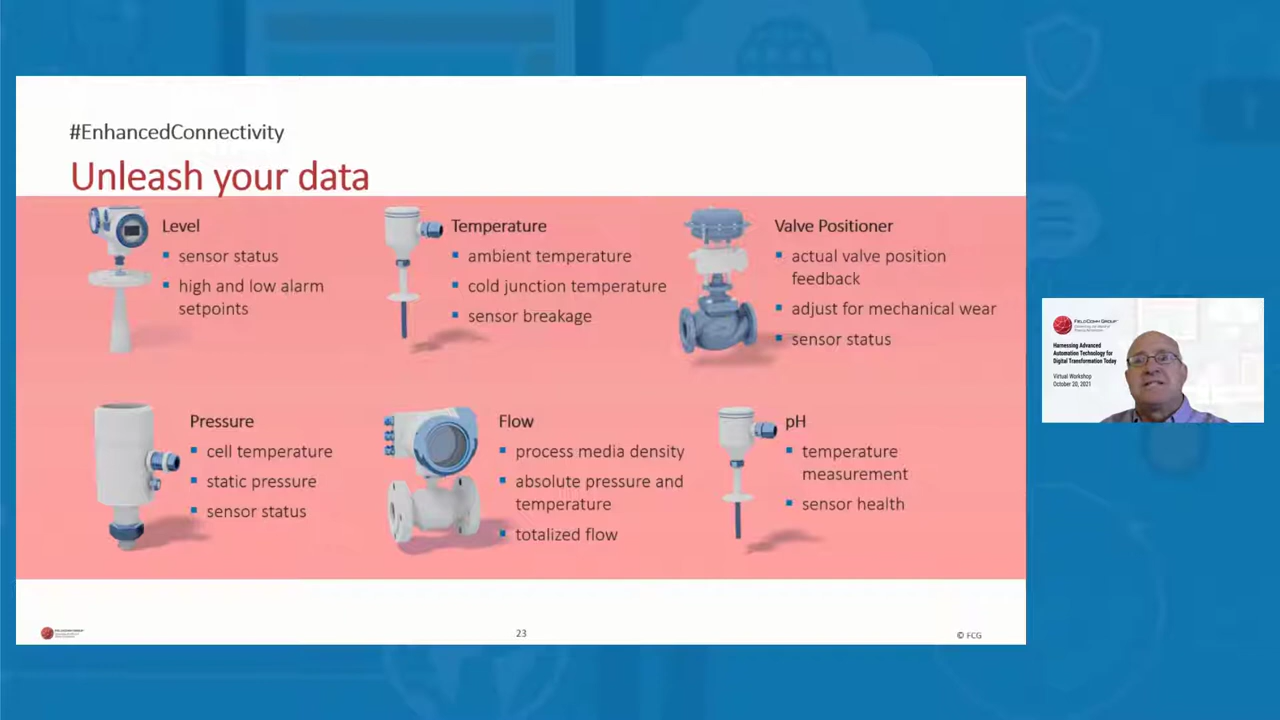 #EnhancedConnectivity
Unleash your data
Level
sensor status
high and low alarm
setpoints
Temperature
ambient temperature
cold junction temperature
sensor breakage
Valve Positioner
actual valve position
feedback
adjust for mechanical wear
sensor status
Pressure
cell temperature
static pressure
sensor status
Flow
process media density
absolute pressure and
temperature
totalized flow
pH
temperature
measurement
sensor health
23
© FCG
FIELDCOMM GROUP
Harnessing Advanced
Automation Technology for
Digital Transformation Today
Virtual Workshop
October 20, 2021